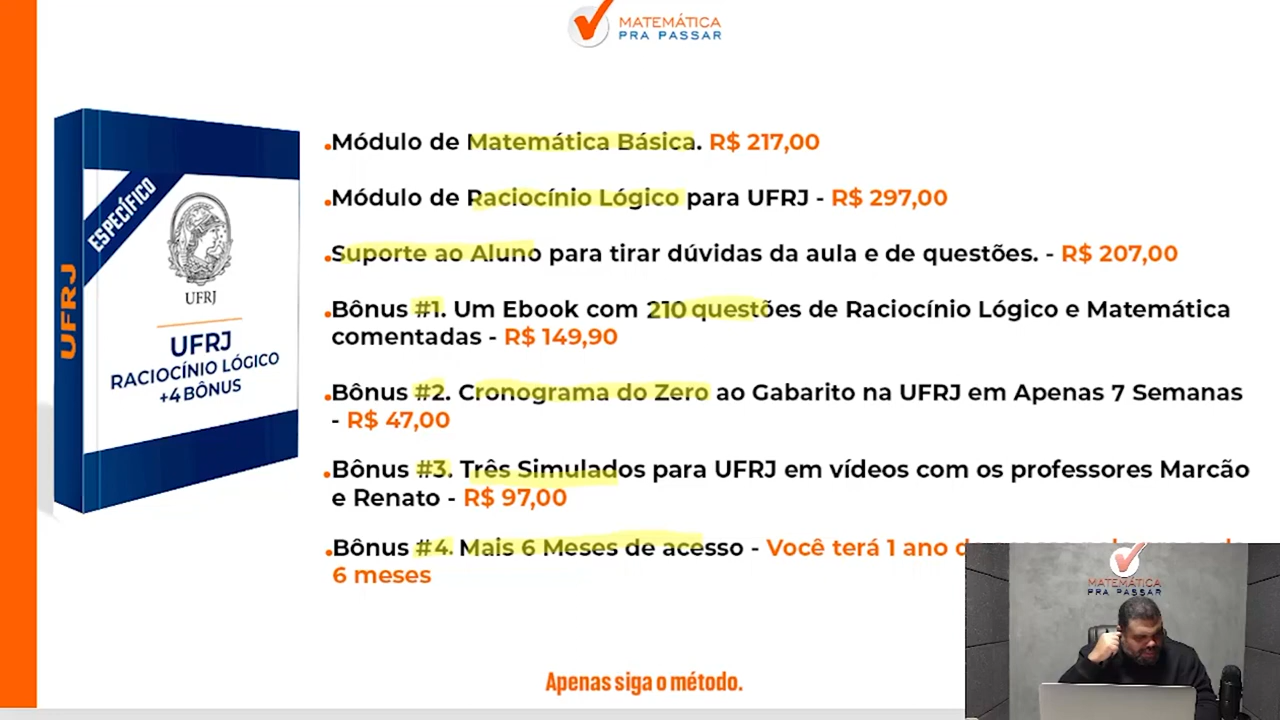 MATEMÁTICA
PRA PASSAR
.Módulo de Matemática Básica. R$ 217,00
.Módulo de Raciocínio Lógico para UFRJ - R$ 297,00
.Suporte ao Aluno para tirar dúvidas da aula e de questões. - R$ 207,00
.Bônus #1. Um Ebook com 210 questões de Raciocínio Lógico e Matemática
comentadas - R$ 149,90
.Bônus #2. Cronograma do Zero ao Gabarito na UFRJ em Apenas 7 Semanas
- R$ 47,00
.Bônus #3. Três Simulados para UFRJ em vídeos com os professores Marcão
e Renato - R$ 97,00
.Bônus #4. Mais 6 Meses de acesso - Você terá 1 ano
6 meses
ESPECÍFICO
UFRJ
UFRJ
UFRJ
RACIOCÍNIO LÓGICO
+4 BÔNUS
Apenas siga o método.
MATEMÁTICA
PRA PASSAR